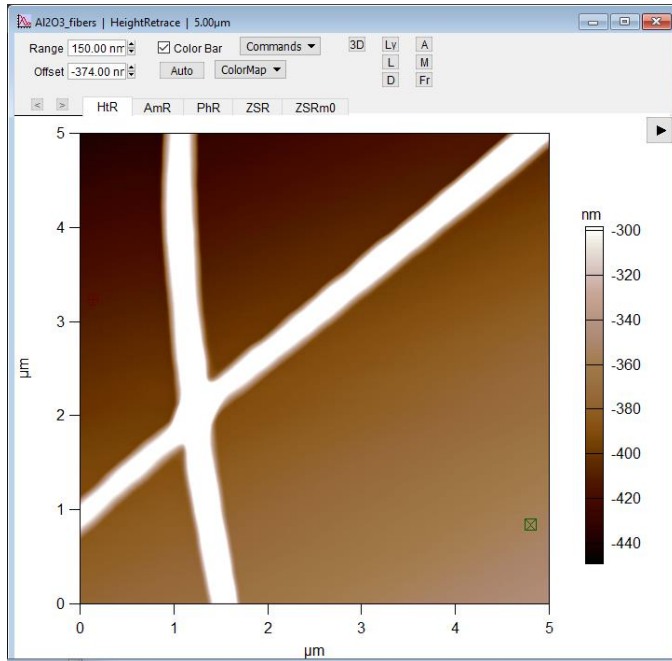 Al2O3_fibers | HeightRetrace | 5.00µm
Range 150.00 nm Color Bar Commands 3D Ly A
L M
Offset -374.00 nr Auto ColorMap D Fr
< > HtR AmR PhR ZSR ZSRm0
5
4
3
2
1
0
µm
0 1 2 3 4 5
µm
nm
-300
-320
-340
-360
-380
-400
-420
-440